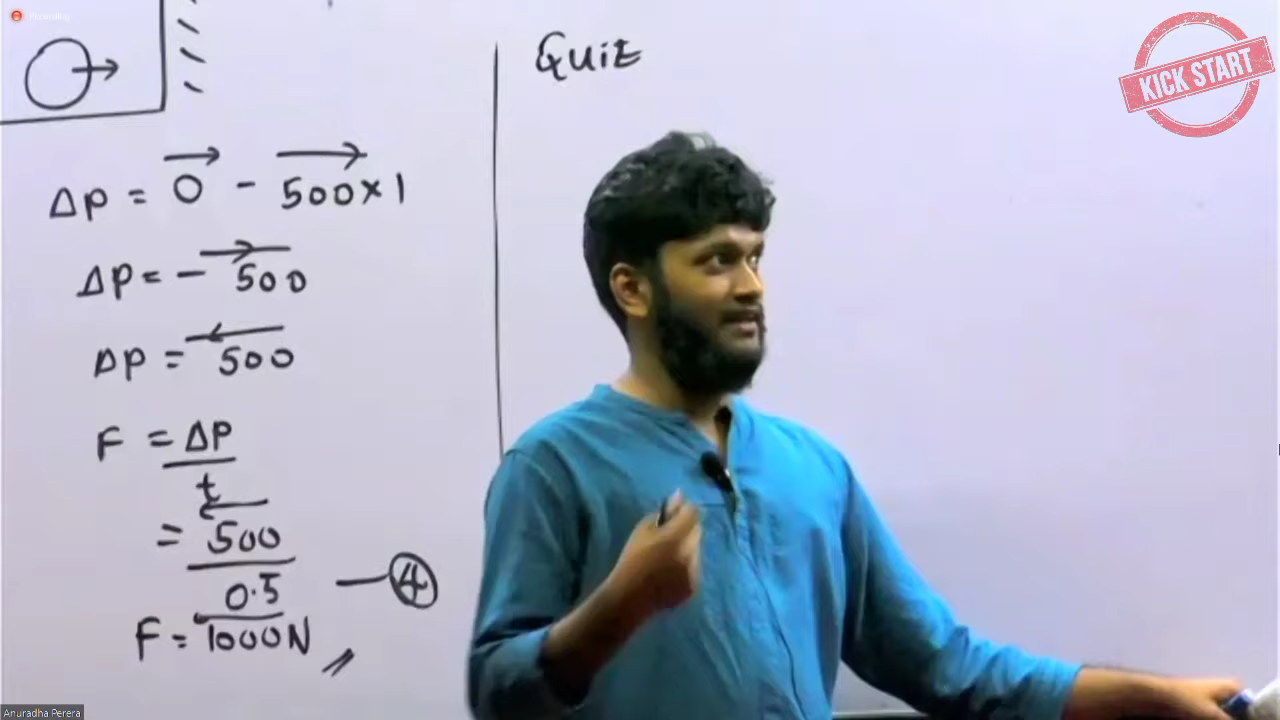 Recording
KICK START
Quiz
Δp = 0 - 500×1
Δp = - 500
Δp = 500
F = Δp
t
= 500
0.5
4
F = 1000N
Anuradha Perera